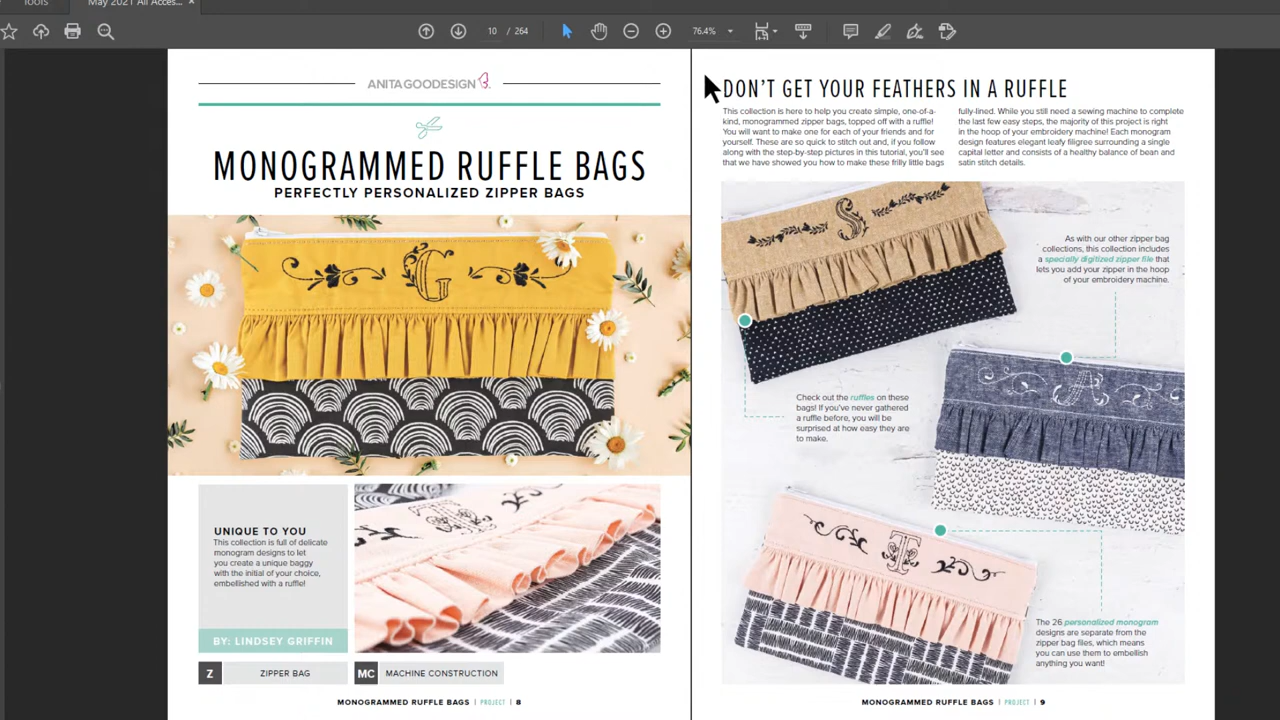 Tools
May 2021 All Acces...
×
10 / 264
76.4%
ANITA GOODESIGN
MONOGRAMMED RUFFLE BAGS
PERFECTLY PERSONALIZED ZIPPER BAGS
G
UNIQUE TO YOU
This collection is full of delicate
monogram designs to let
you create a unique baggy
with the initial of your choice,
embellished with a ruffle!
BY: LINDSEY GRIFFIN
Z ZIPPER BAG MC MACHINE CONSTRUCTION
MONOGRAMMED RUFFLE BAGS | PROJECT | 8
DON'T GET YOUR FEATHERS IN A RUFFLE
This collection is here to help you create simple, one-of-a-
kind, monogrammed zipper bags, topped off with a ruffle!
You will want to make one for each of your friends and for
yourself. These are so quick to stitch out and, if you follow
along with the step-by-step pictures in this tutorial, you'll see
that we have showed you how to make these frilly little bags
fully-lined. While you still need a sewing machine to complete
the last few easy steps, the majority of this project is right
in the hoop of your embroidery machine! Each monogram
design features elegant leafy filigree surrounding a single
capital letter and consists of a healthy balance of bean and
satin stitch details.
S
As with our other zipper bag
collections, this collection includes
a specially digitized zipper file that
lets you add your zipper in the hoop
of your embroidery machine.
A
Check out the ruffles on these
bags! If you've never gathered
a ruffle before, you will be
surprised at how easy they are
to make.
T
The 26 personalized monogram
designs are separate from the
zipper bag files, which means
you can use them to embellish
anything you want!
MONOGRAMMED RUFFLE BAGS | PROJECT | 9